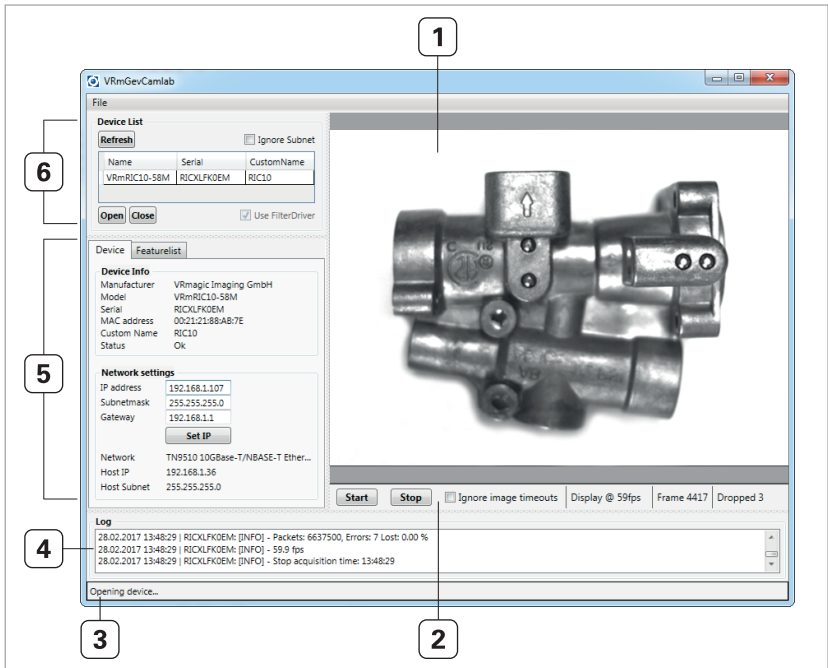 1
VRmGevCamlab
File
Device List
Refresh
Ignore Subnet
Name Serial CustomName
VRmRIC10-58M RICXLFK0EM RIC10
Open Close
Use FilterDriver
6
Device Featurelist
Device Info
Manufacturer VRmagic Imaging GmbH
Model VRmRIC10-58M
Serial RICXLFK0EM
MAC address 00:21:21:88:AB:7E
Custom Name RIC10
Status Ok
5
Network settings
IP address 192.168.1.107
Subnetmask 255.255.255.0
Gateway 192.168.1.1
Set IP
Network TN9510 10GBase-T/NBASE-T Ether...
Host IP 192.168.1.36
Host Subnet 255.255.255.0
Start Stop Ignore image timeouts Display @ 59fps Frame 4417 Dropped 3
Log
28.02.2017 13:48:29 | RICXLFK0EM: [INFO] - Packets: 6637500, Errors: 7 Lost: 0.00 %
28.02.2017 13:48:29 | RICXLFK0EM: [INFO] - 59.9 fps
28.02.2017 13:48:29 | RICXLFK0EM: [INFO] - Stop acquisition time: 13:48:29
4
Opening device...
3
2